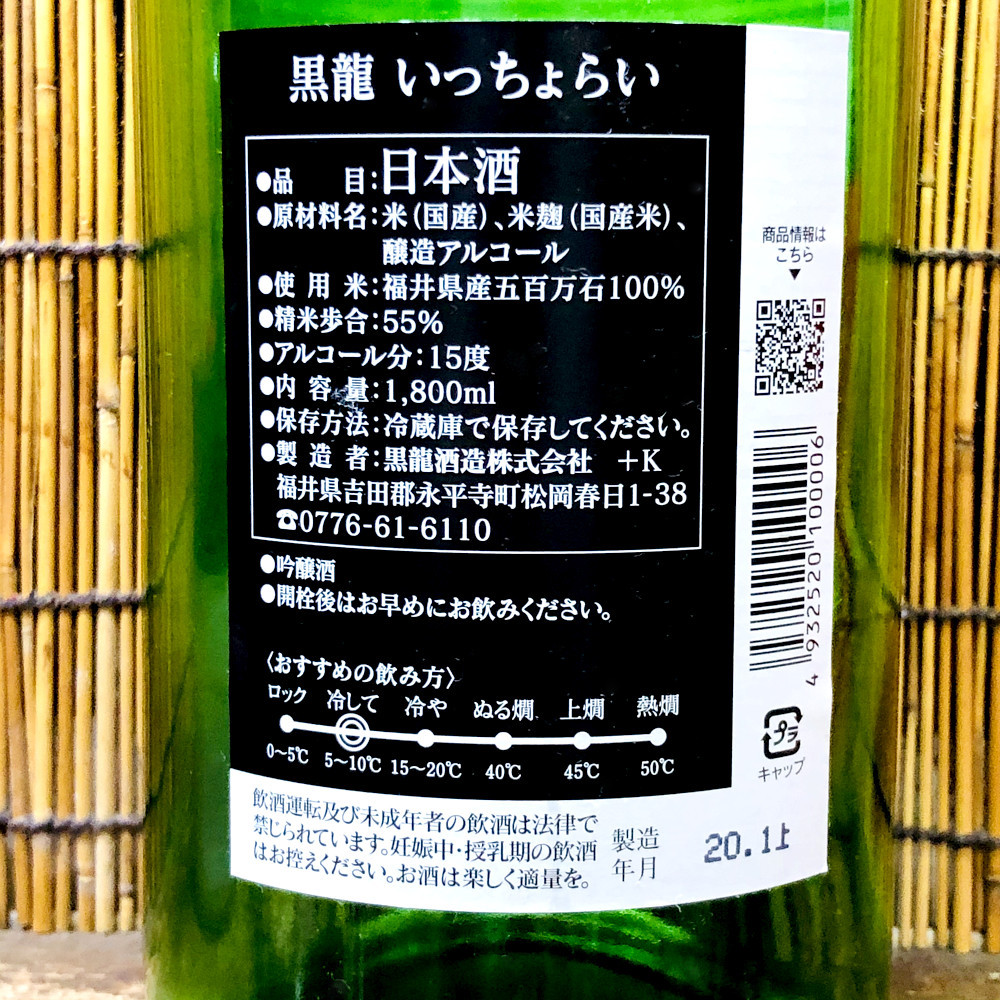 黒龍 いっちょらい
●品　　目：日本酒
●原材料名：米（国産）、米麹（国産米）、
醸造アルコール
●使 用 米：福井県産五百万石100%
●精米歩合：55%
●アルコール分：15度
●内 容 量：1,800ml
●保存方法：冷蔵庫で保存してください。
●製 造 者：黒龍酒造株式会社　+K
福井県吉田郡永平寺町松岡春日1-38
☎0776-61-6110
●吟醸酒
●開栓後はお早めにお飲みください。
〈おすすめの飲み方〉
ロック 冷して 冷や ぬる燗 上燗 熱燗
0～5℃ 5～10℃ 15～20℃ 40℃ 45℃ 50℃
飲酒運転及び未成年者の飲酒は法律で
禁じられています。妊娠中・授乳期の飲酒
はお控えください。お酒は楽しく適量を。
製造
年月
商品情報は
こちら
▼
4 932520 100006
プラ
キャップ